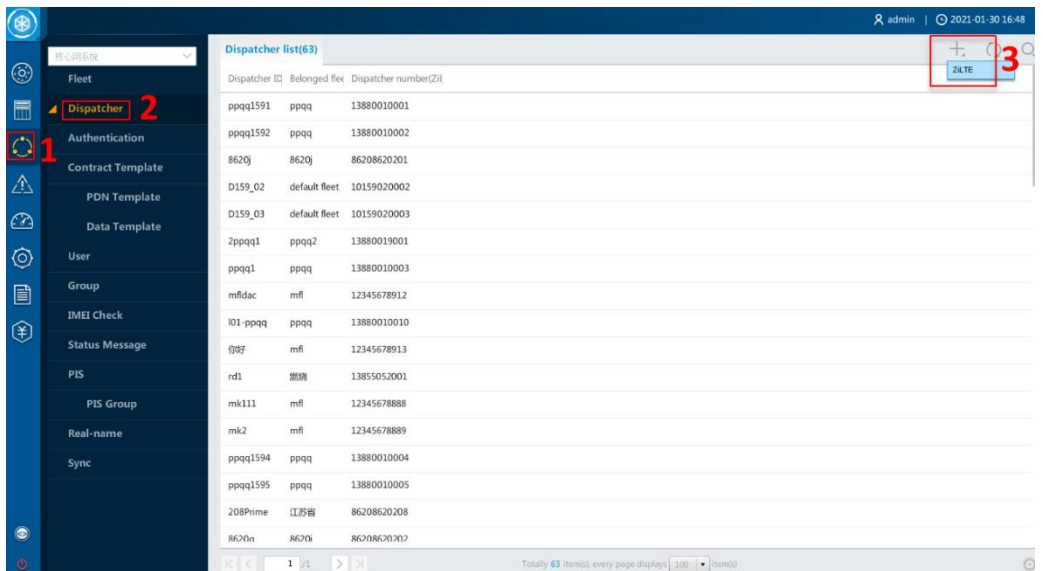 admin | 2021-01-30 16:48
核心网系统
Fleet
Dispatcher 2
1
Authentication
Contract Template
PDN Template
Data Template
User
Group
IMEI Check
Status Message
PIS
PIS Group
Real-name
Sync
Dispatcher list(63)
3
ZiLTE
Dispatcher ID Belonged flee Dispatcher number(Zil
ppqq1591 ppqq 13880010001
ppqq1592 ppqq 13880010002
8620j 8620j 86208620201
D159_02 default fleet 10159020002
D159_03 default fleet 10159020003
2ppqq1 ppqq2 13880019001
ppqq1 ppqq 13880010003
mfldac mfl 12345678912
l01-ppqq ppqq 13880010010
你好 mfl 12345678913
rd1 燃烧 13855052001
mk111 mfl 12345678888
mk2 mfl 12345678889
ppqq1594 ppqq 13880010004
ppqq1595 ppqq 13880010005
208Prime 江苏省 86208620208
86208620202
1 /1 Totally 63 item(s), every page displays 100 item(s)